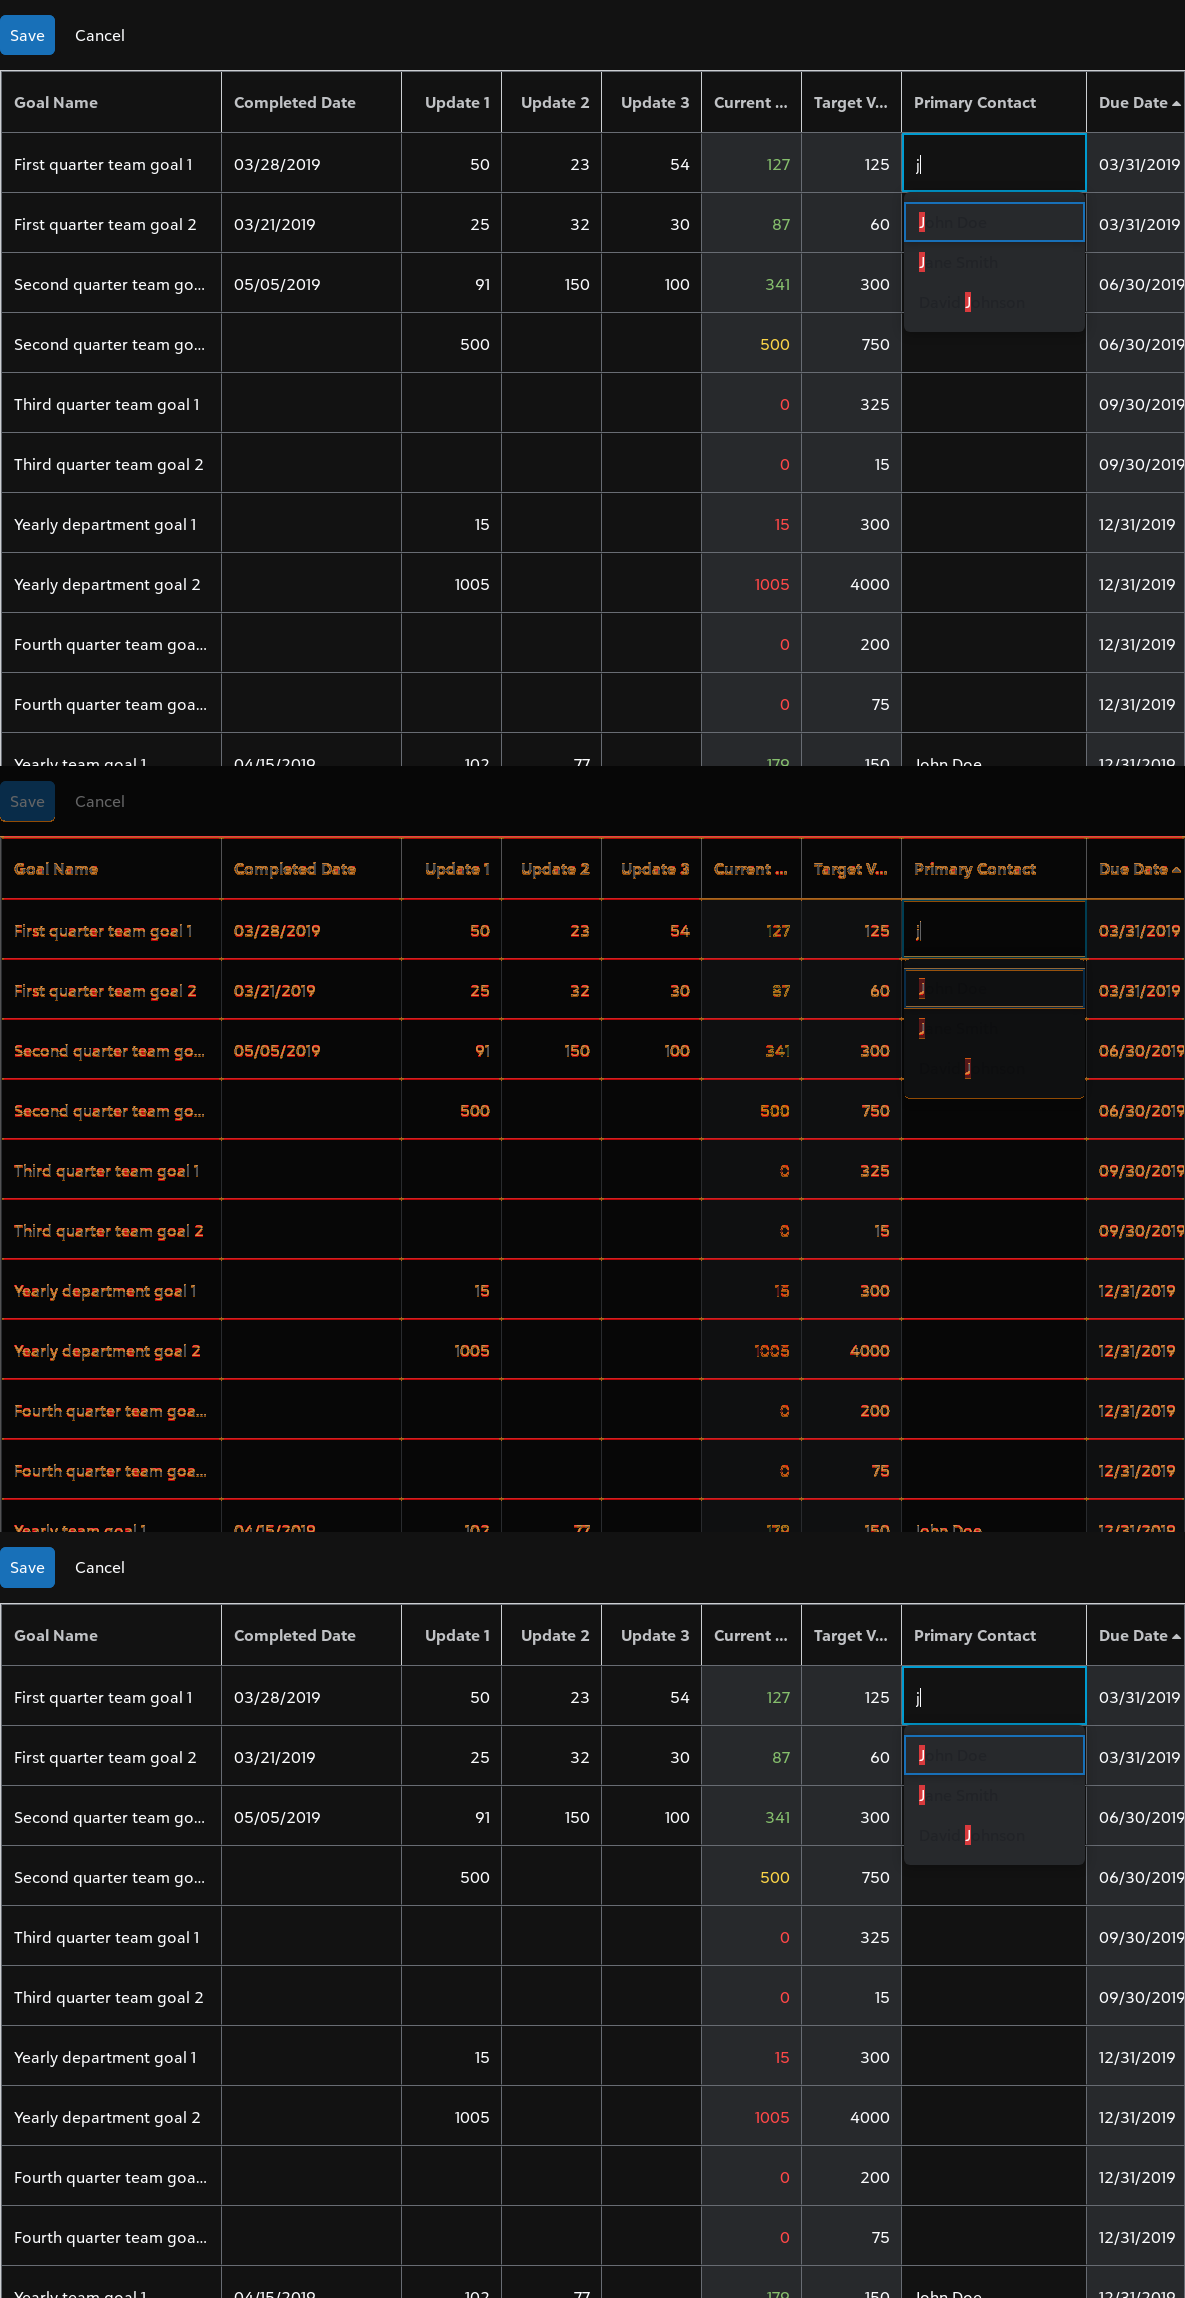 Save Cancel
Goal Name Completed Date Update 1 Update 2 Update 3 Current ... Target V... Primary Contact Due Date
First quarter team goal 1 03/28/2019 50 23 54 127 125 j 03/31/2019
First quarter team goal 2 03/21/2019 25 32 30 87 60 John Doe 03/31/2019
Jane Smith
Second quarter team go... 05/05/2019 91 150 100 341 300 06/30/2019
David Johnson
Second quarter team go... 500 500 750 06/30/2019
Third quarter team goal 1 0 325 09/30/2019
Third quarter team goal 2 0 15 09/30/2019
Yearly department goal 1 15 15 300 12/31/2019
Yearly department goal 2 1005 1005 4000 12/31/2019
Fourth quarter team goa... 0 200 12/31/2019
Fourth quarter team goa... 0 75 12/31/2019
Yearly team goal 1 04/15/2019 102 77 179 150 John Doe 12/31/2019
Save Cancel
Goal Name Completed Date Update 1 Update 2 Update 3 Current ... Target V... Primary Contact Due Date
First quarter team goal 1 03/28/2019 50 23 54 127 125 j 03/31/2019
First quarter team goal 2 03/21/2019 25 32 30 87 60 J 03/31/2019
J
Second quarter team go... 05/05/2019 91 150 100 341 300 06/30/2019
J
Second quarter team go... 500 500 750 06/30/2019
Third quarter team goal 1 0 325 09/30/2019
Third quarter team goal 2 0 15 09/30/2019
Yearly department goal 1 15 15 300 12/31/2019
Yearly department goal 2 1005 1005 4000 12/31/2019
Fourth quarter team goa... 0 200 12/31/2019
Fourth quarter team goa... 0 75 12/31/2019
Yearly team goal 1 04/15/2019 102 77 179 150 John Doe 12/31/2019
Save Cancel
Goal Name Completed Date Update 1 Update 2 Update 3 Current ... Target V... Primary Contact Due Date
First quarter team goal 1 03/28/2019 50 23 54 127 125 j 03/31/2019
First quarter team goal 2 03/21/2019 25 32 30 87 60 John Doe 03/31/2019
Jane Smith
Second quarter team go... 05/05/2019 91 150 100 341 300 06/30/2019
David Johnson
Second quarter team go... 500 500 750 06/30/2019
Third quarter team goal 1 0 325 09/30/2019
Third quarter team goal 2 0 15 09/30/2019
Yearly department goal 1 15 15 300 12/31/2019
Yearly department goal 2 1005 1005 4000 12/31/2019
Fourth quarter team goa... 0 200 12/31/2019
Fourth quarter team goa... 0 75 12/31/2019
Yearly team goal 1 04/15/2019 102 77 179 150 John Doe 12/31/2019